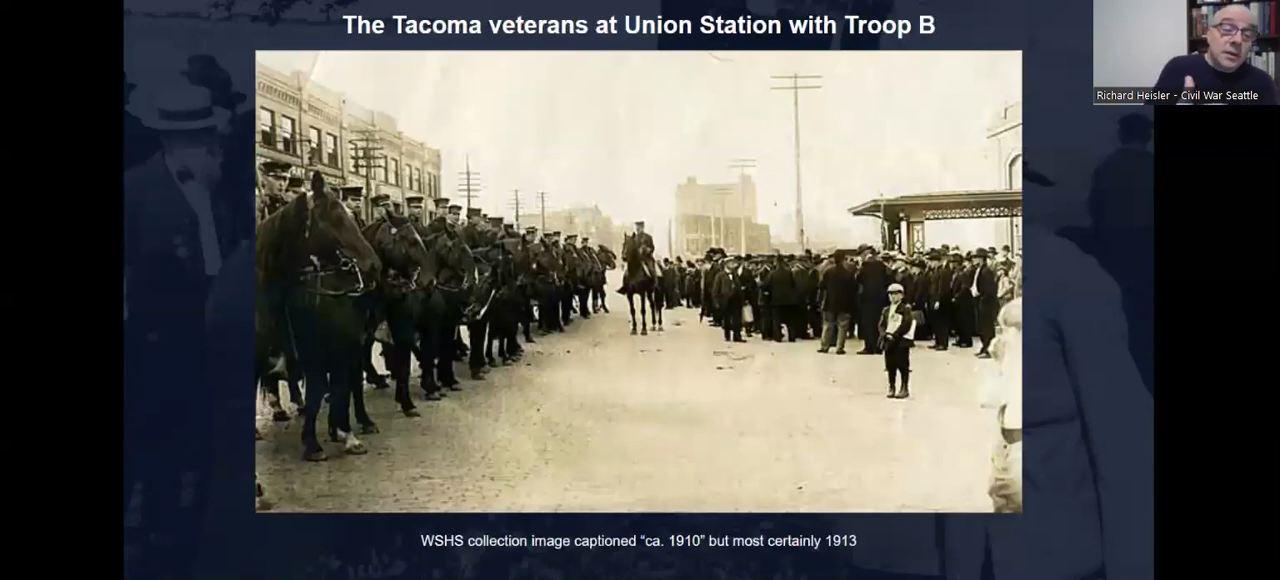 The Tacoma veterans at Union Station with Troop B
Richard Heisler - Civil War Seattle
WSHS collection image captioned “ca. 1910” but most certainly 1913